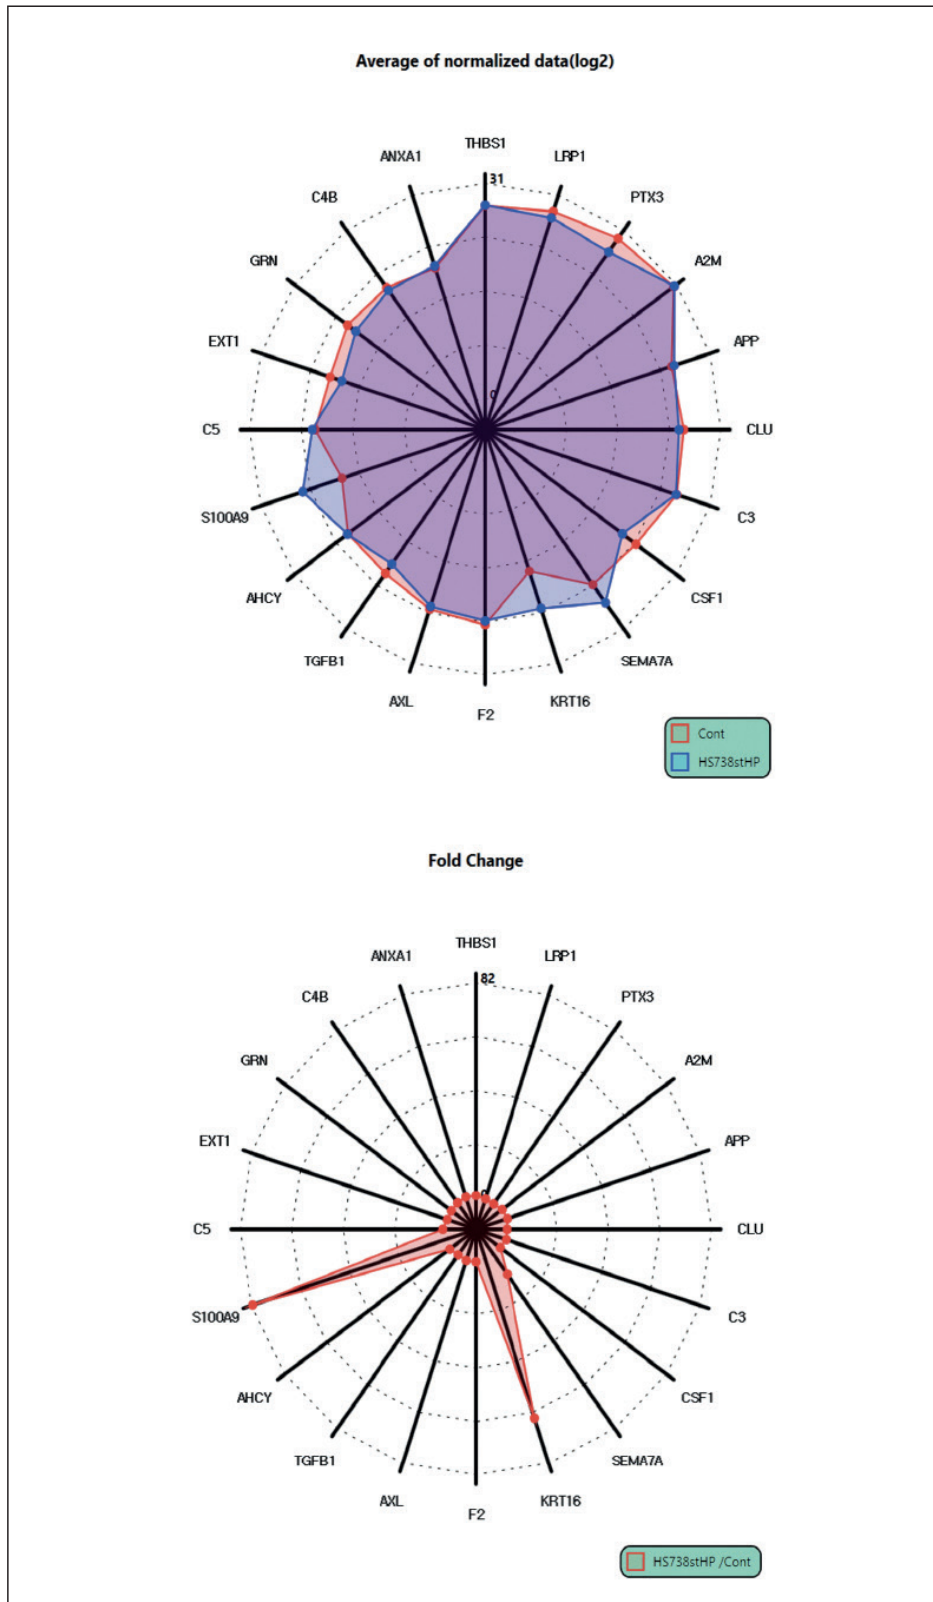 Average of normalized data(log2)
THBS1
ANXA1
LRP1
31
C4B
PTX3
GRN
A2M
EXT1
APP
0
C5
CLU
S100A9
C3
AHCY
CSF1
TGFB1
SEMA7A
AXL
KRT16
F2
Cont
HS738stHP
Fold Change
THBS1
ANXA1
LRP1
82
C4B
PTX3
GRN
A2M
EXT1
APP
0
C5
CLU
S100A9
C3
AHCY
CSF1
TGFB1
SEMA7A
AXL
KRT16
F2
HS738stHP /Cont